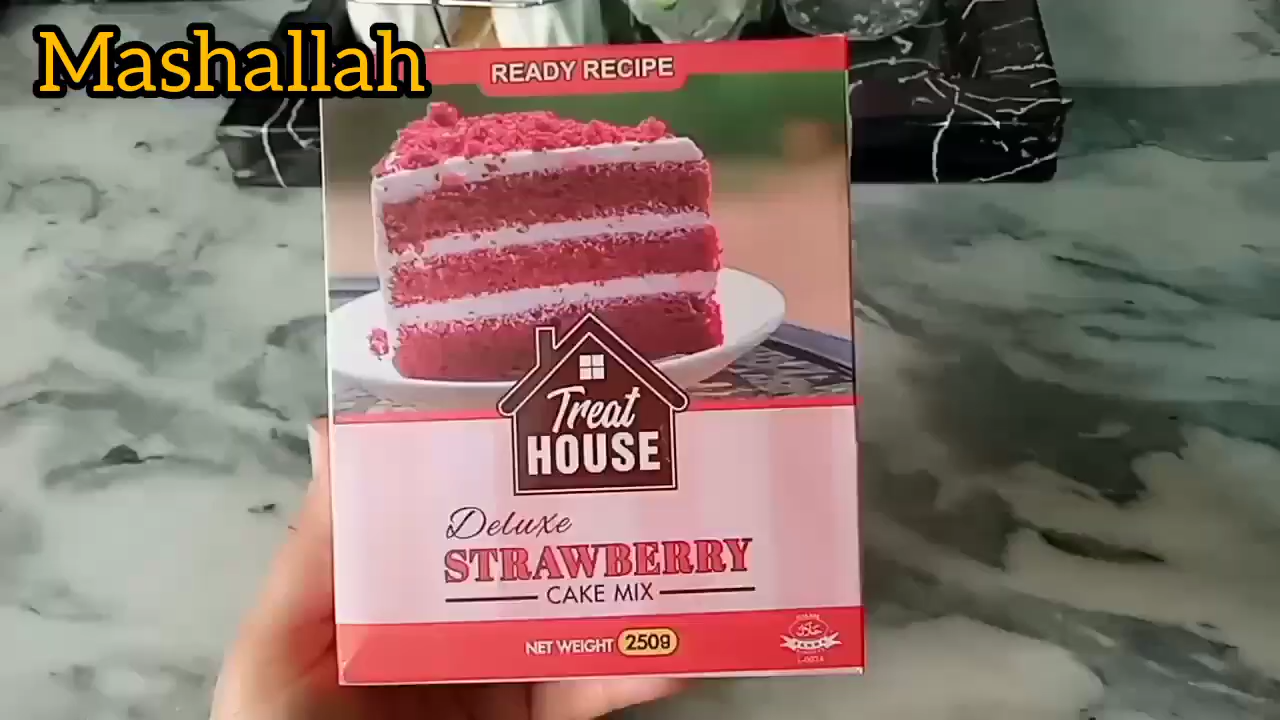 Mashallah
READY RECIPE
Treat
HOUSE
Deluxe
STRAWBERRY
CAKE MIX
NET WEIGHT 250g